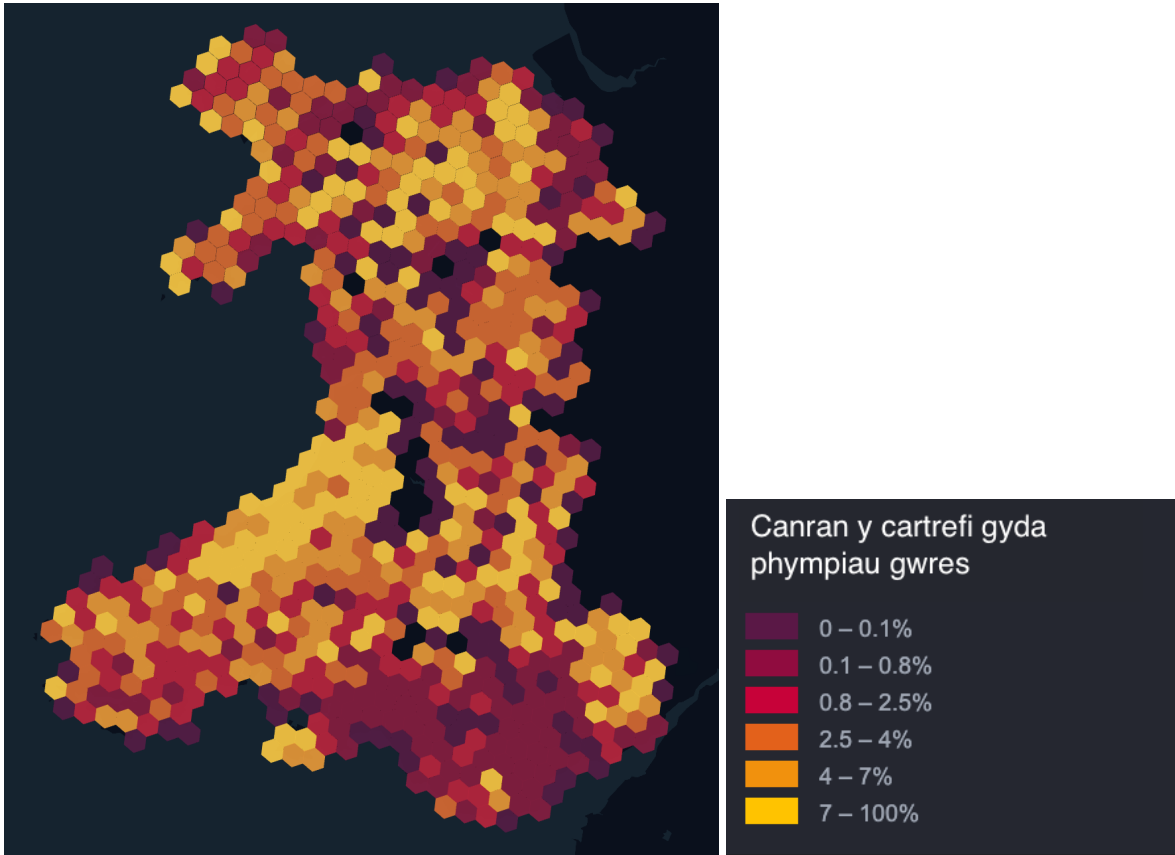 Canran y cartrefi gyda
phympiau gwres
0 – 0.1%
0.1 – 0.8%
0.8 – 2.5%
2.5 – 4%
4 – 7%
7 – 100%